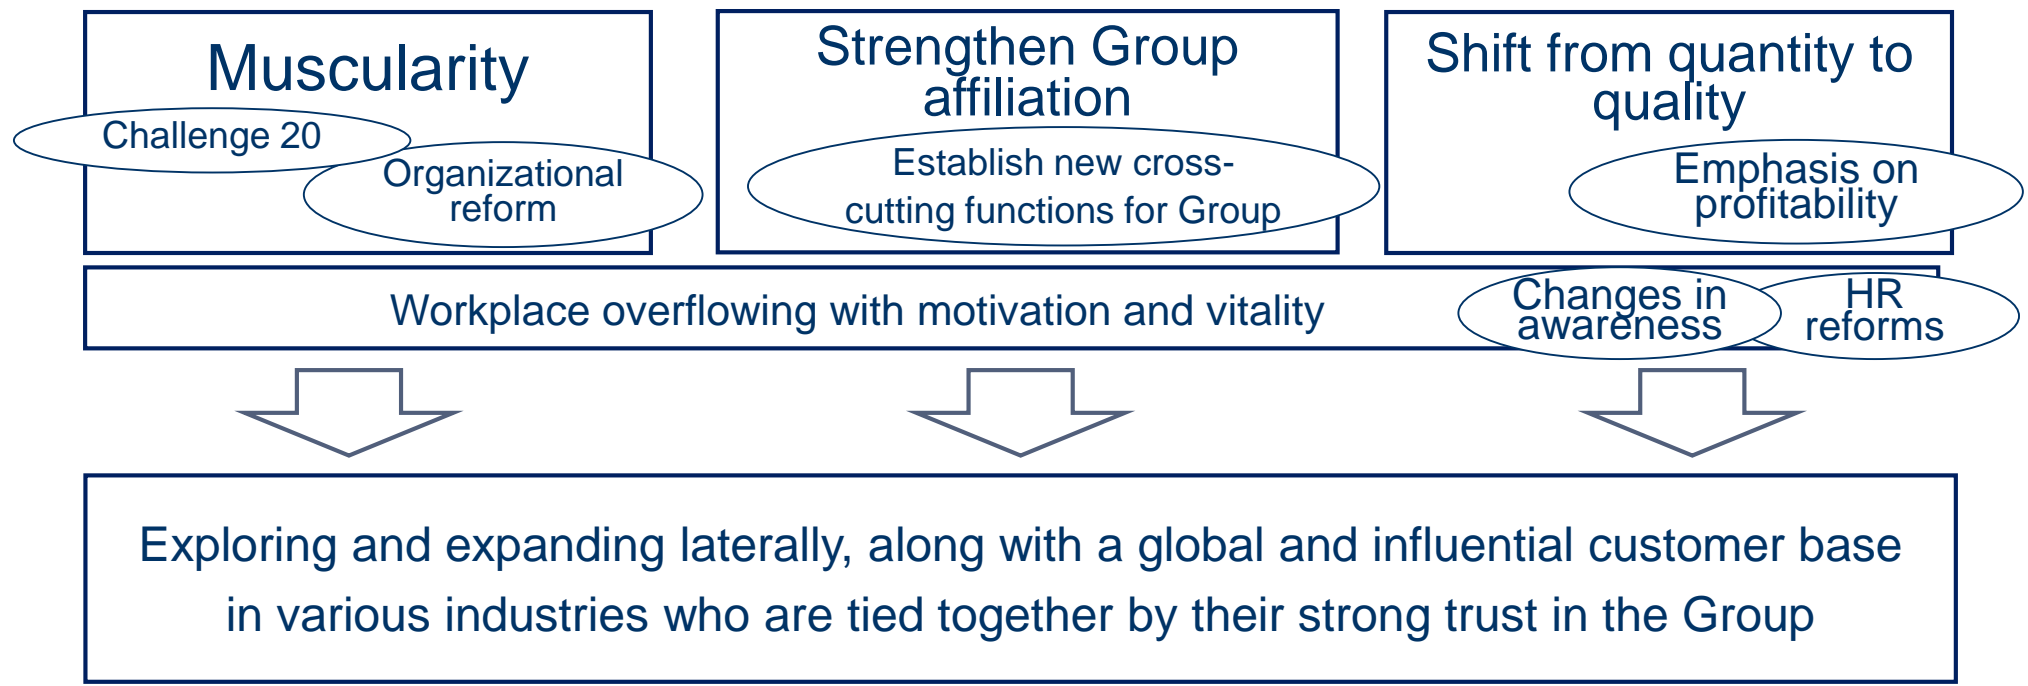 Muscularity
Challenge 20
Organizational
reform
Strengthen Group
affiliation
Establish new cross-
cutting functions for Group
Shift from quantity to
quality
Emphasis on
profitability
Workplace overflowing with motivation and vitality
Changes in
awareness
HR
reforms
Exploring and expanding laterally, along with a global and influential customer base
in various industries who are tied together by their strong trust in the Group